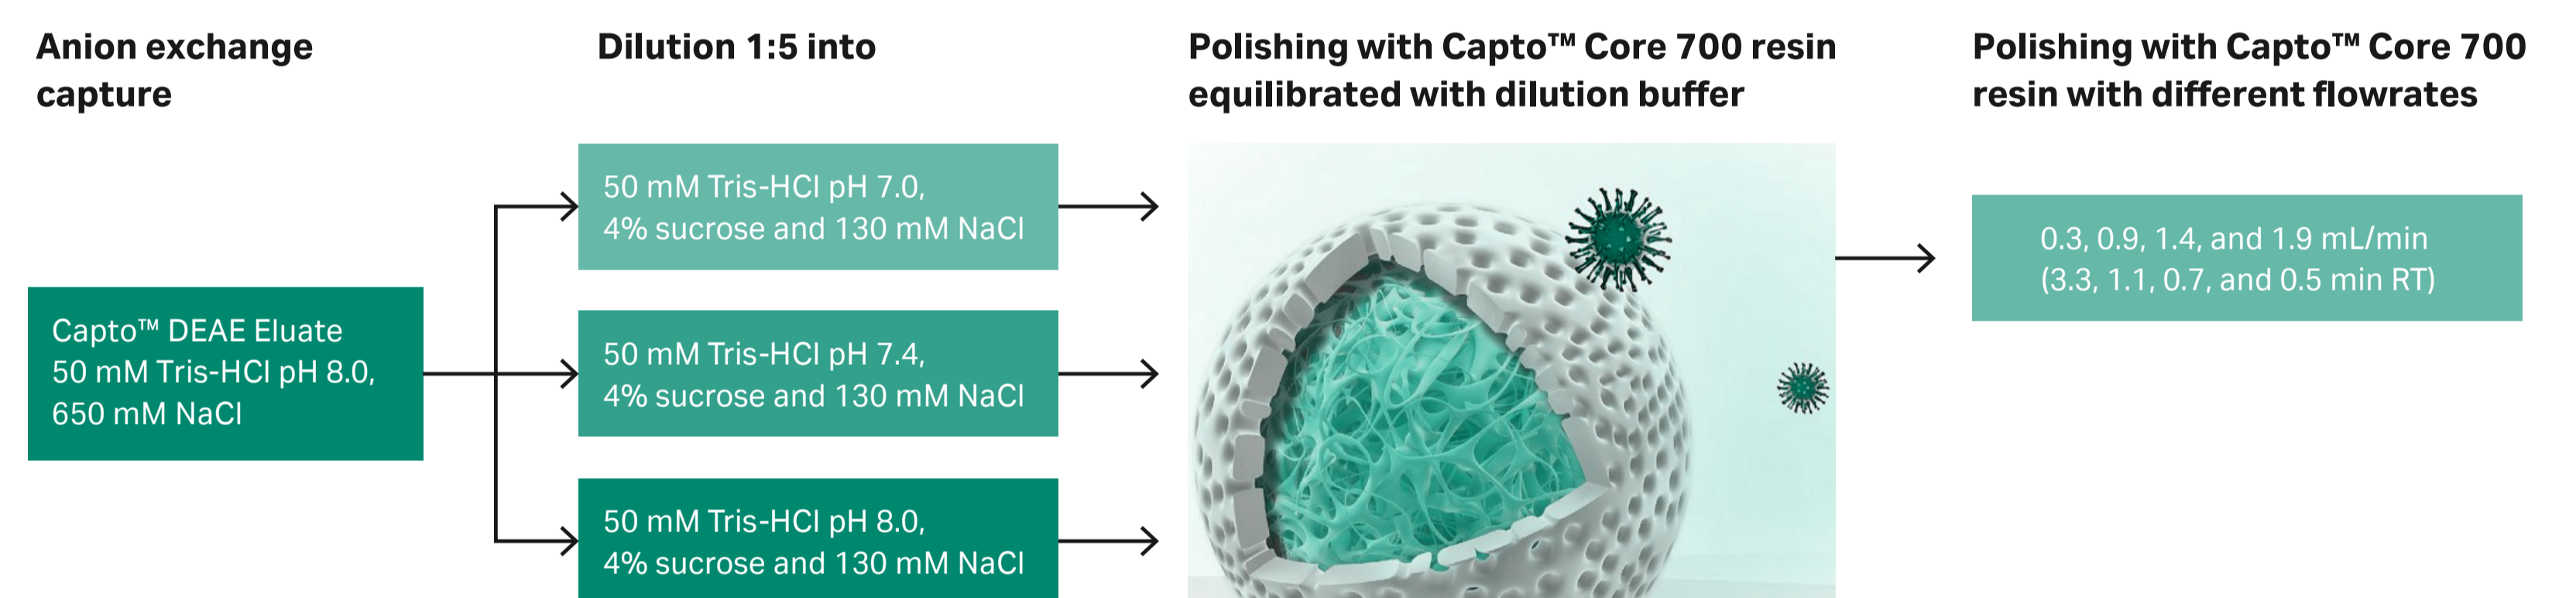 Anion exchange
capture
Dilution 1:5 into
Polishing with Capto™ Core 700 resin
equilibrated with dilution buffer
Polishing with Capto™ Core 700
resin with different flowrates
Capto™ DEAE Eluate
50 mM Tris-HCl pH 8.0,
650 mM NaCl
50 mM Tris-HCl pH 7.0,
4% sucrose and 130 mM NaCl
50 mM Tris-HCl pH 7.4,
4% sucrose and 130 mM NaCl
50 mM Tris-HCl pH 8.0,
4% sucrose and 130 mM NaCl
0.3, 0.9, 1.4, and 1.9 mL/min
(3.3, 1.1, 0.7, and 0.5 min RT)